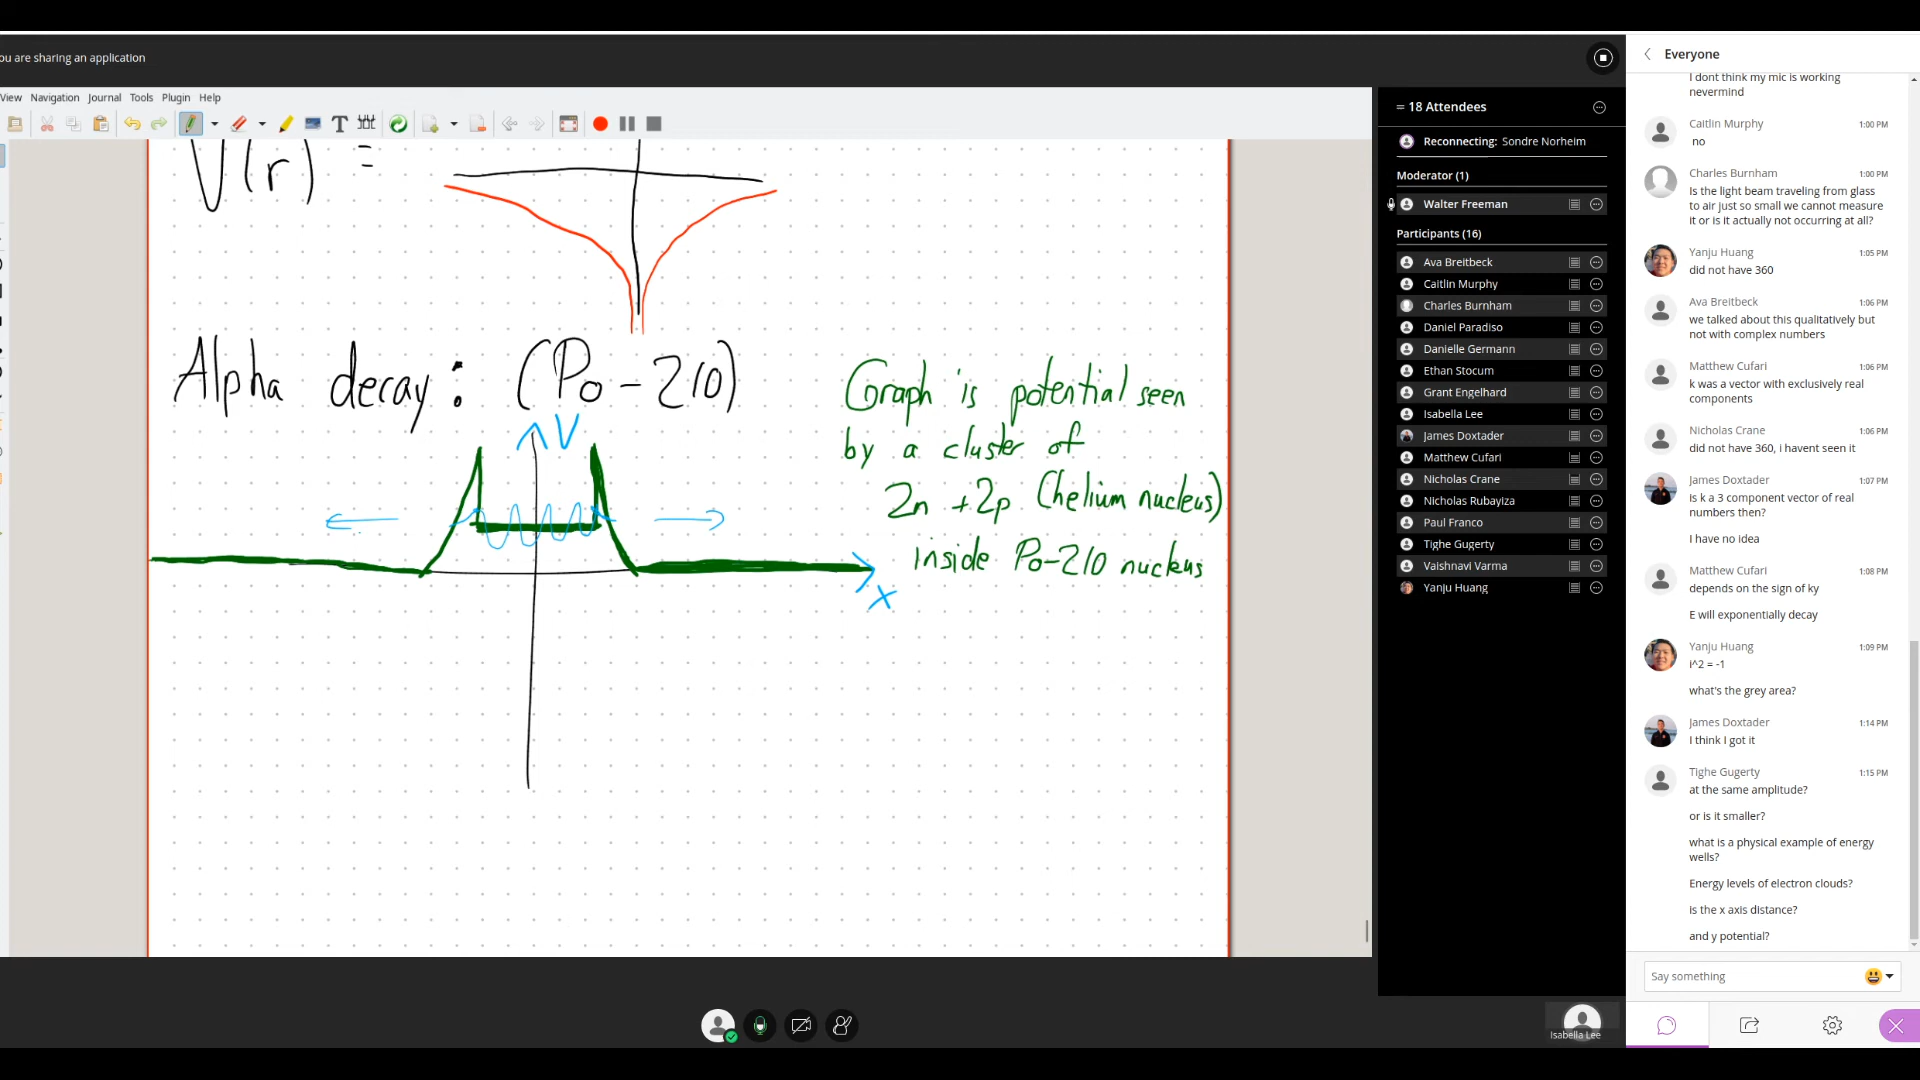 ou are sharing an application
View Navigation Journal Tools Plugin Help
V(r) =
Alpha decay: (Po-210)
V
x
Graph is potential seen
by a cluster of
2n + 2p (helium nucleus)
inside Po-210 nucleus
18 Attendees
Reconnecting: Sondre Norheim
Moderator (1)
Walter Freeman
Participants (16)
Ava Breitbeck
Caitlin Murphy
Charles Burnham
Daniel Paradiso
Danielle Germann
Ethan Stocum
Grant Engelhard
Isabella Lee
James Doxtader
Matthew Cufari
Nicholas Crane
Nicholas Rubayiza
Paul Franco
Tighe Gugerty
Vaishnavi Varma
Yanju Huang
Isabella Lee
Everyone
I dont think my mic is working
nevermind
Caitlin Murphy 1:00 PM
no
Charles Burnham 1:00 PM
Is the light beam traveling from glass
to air just so small we cannot measure
it or is it actually not occurring at all?
Yanju Huang 1:05 PM
did not have 360
Ava Breitbeck 1:06 PM
we talked about this qualitatively but
not with complex numbers
Matthew Cufari 1:06 PM
k was a vector with exclusively real
components
Nicholas Crane 1:06 PM
did not have 360, i havent seen it
James Doxtader 1:07 PM
is k a 3 component vector of real
numbers then?
I have no idea
Matthew Cufari 1:08 PM
depends on the sign of ky
E will exponentially decay
Yanju Huang 1:09 PM
i^2 = -1
what's the grey area?
James Doxtader 1:14 PM
I think I got it
Tighe Gugerty 1:15 PM
at the same amplitude?
or is it smaller?
what is a physical example of energy
wells?
Energy levels of electron clouds?
is the x axis distance?
and y potential?
Say something